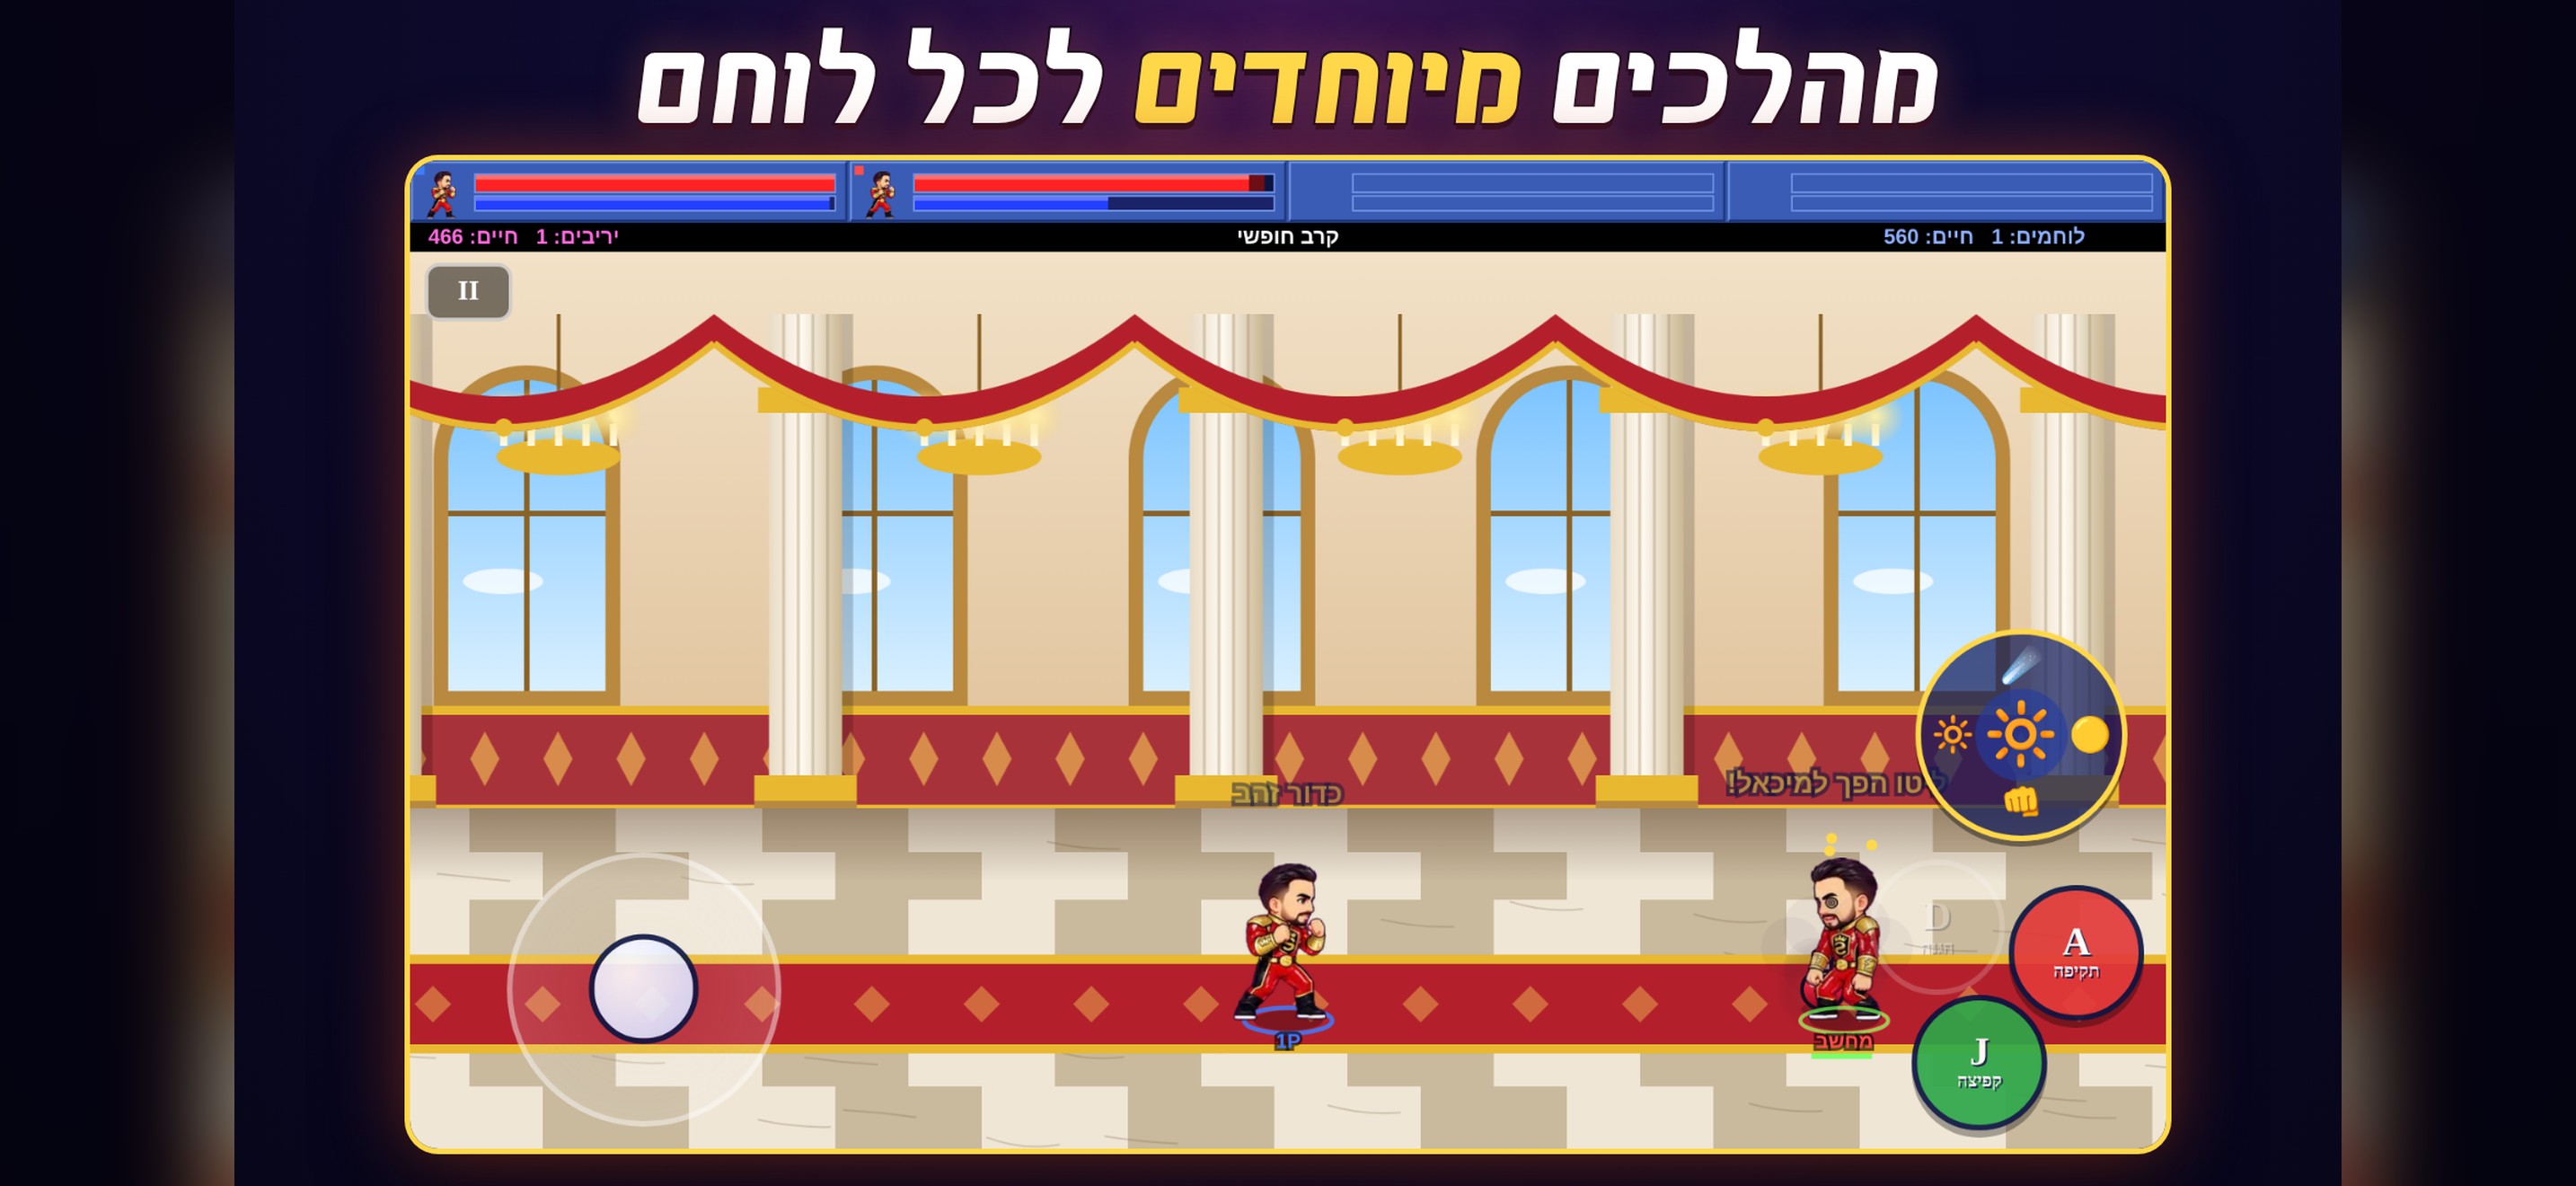 מהלכים מיוחדים לכל לוחם
לוחמים: 1 חיים: 560
קרב חופשי
יריבים: 1 חיים: 466
II
הפך למיכאל!
כדור זהב
D
הגנה
A
תקיפה
1P
מחשב
J
קפיצה